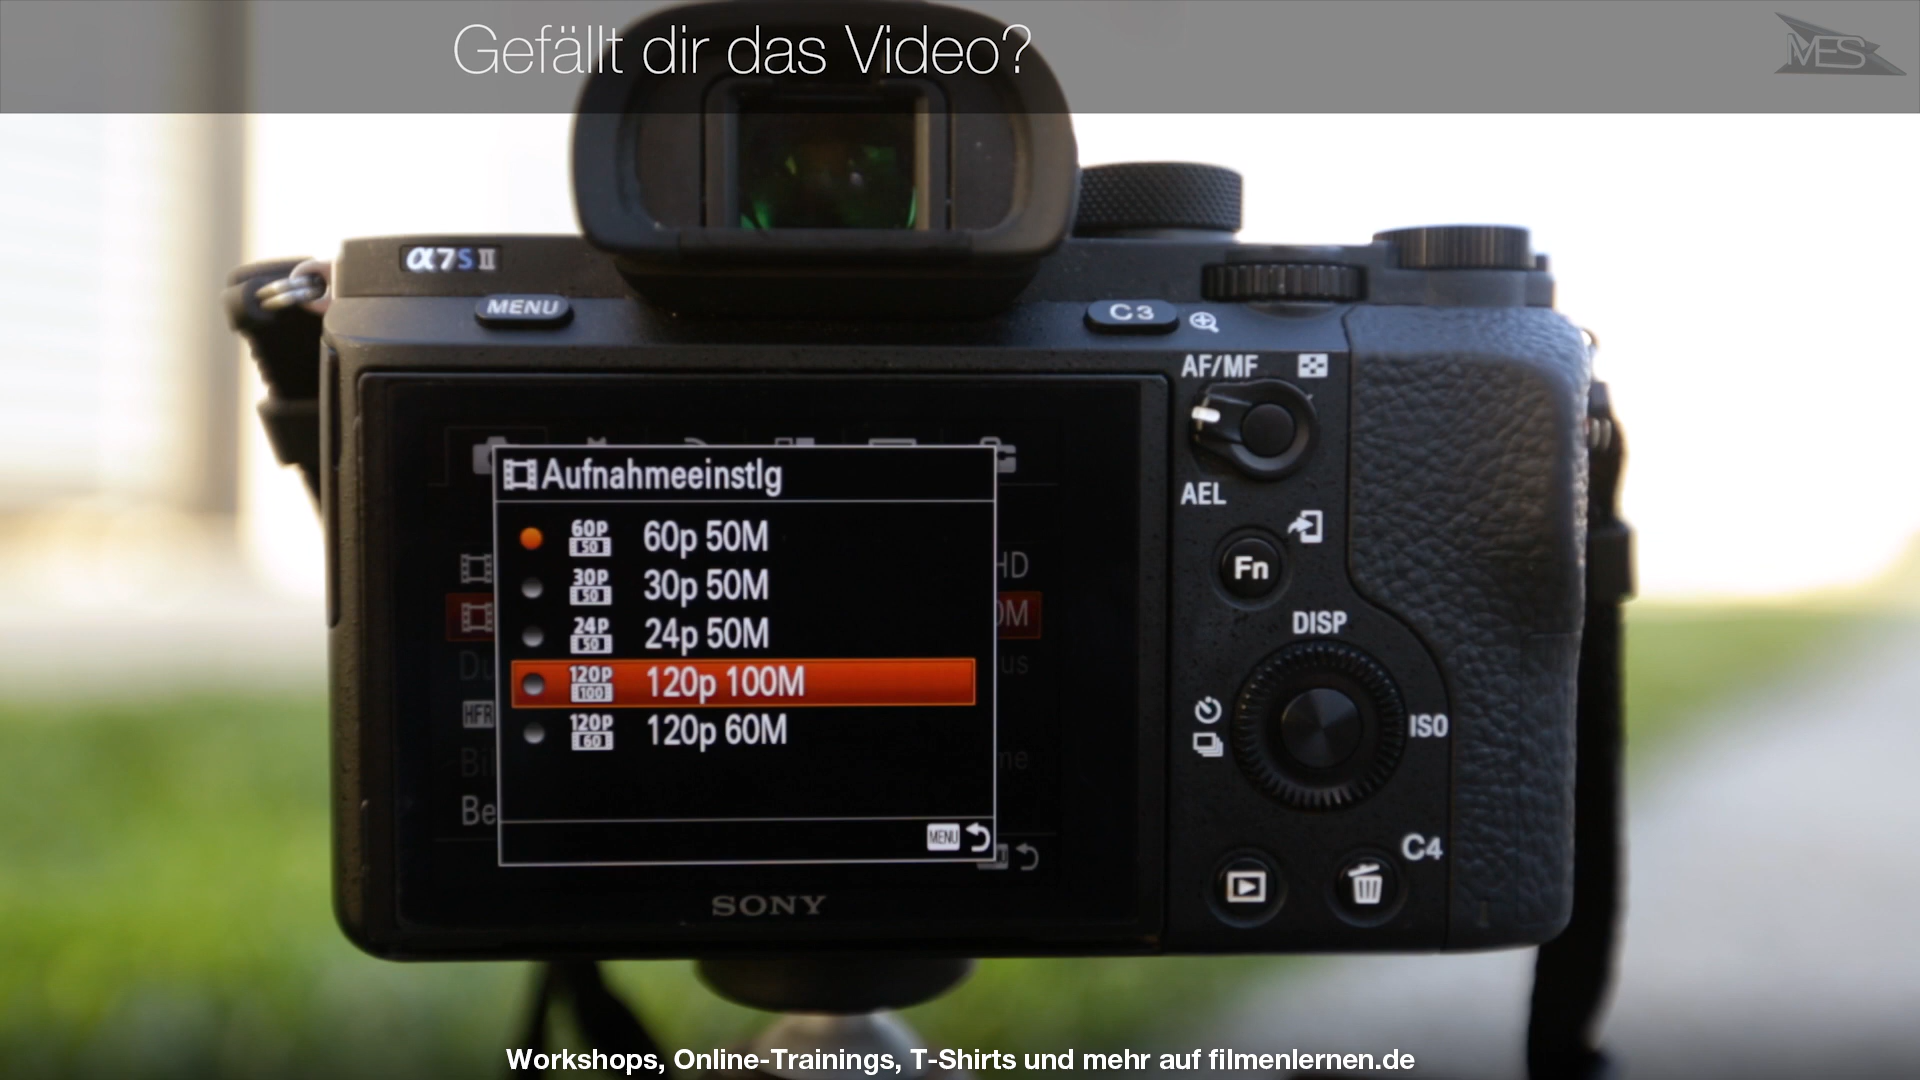 Gefällt dir das Video?
MES
α7SII
MENU
C3
AF/MF
AEL
Aufnahmeeinstlg
60P 50 60p 50M
30P 50 30p 50M
24P 50 24p 50M
120P 100 120p 100M
120P 60 120p 60M
HFR
Be
MENU
Fn
DISP
ISO
C4
SONY
Workshops, Online-Trainings, T-Shirts und mehr auf filmenlernen.de